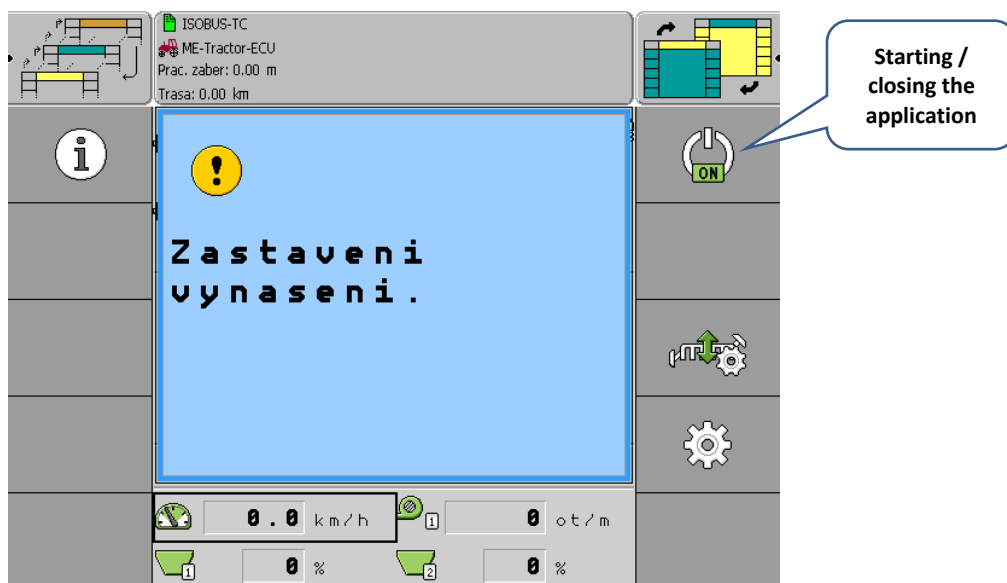 ISOBUS-TC
ME-Tractor-ECU
Prac. zaber: 0.00 m
Trasa: 0.00 km
Starting /
closing the
application
i
ON
!
Zastaveni
vynaseni.
0.0 km/h
1
0 ot/m
1
0 %
2
0 %